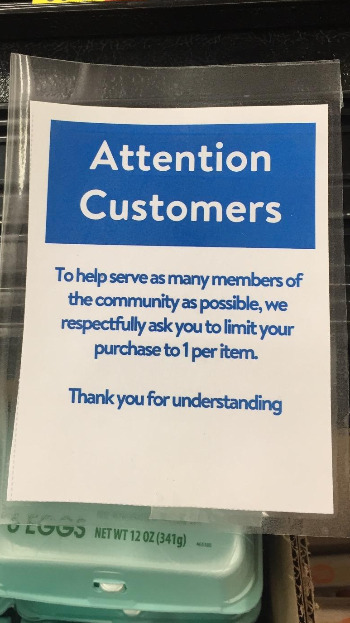 Attention
Customers
To help serve as many members of
the community as possible, we
respectfully ask you to limit your
purchase to 1 per item.
Thank you for understanding
EGGS NET WT 12 OZ (341g)